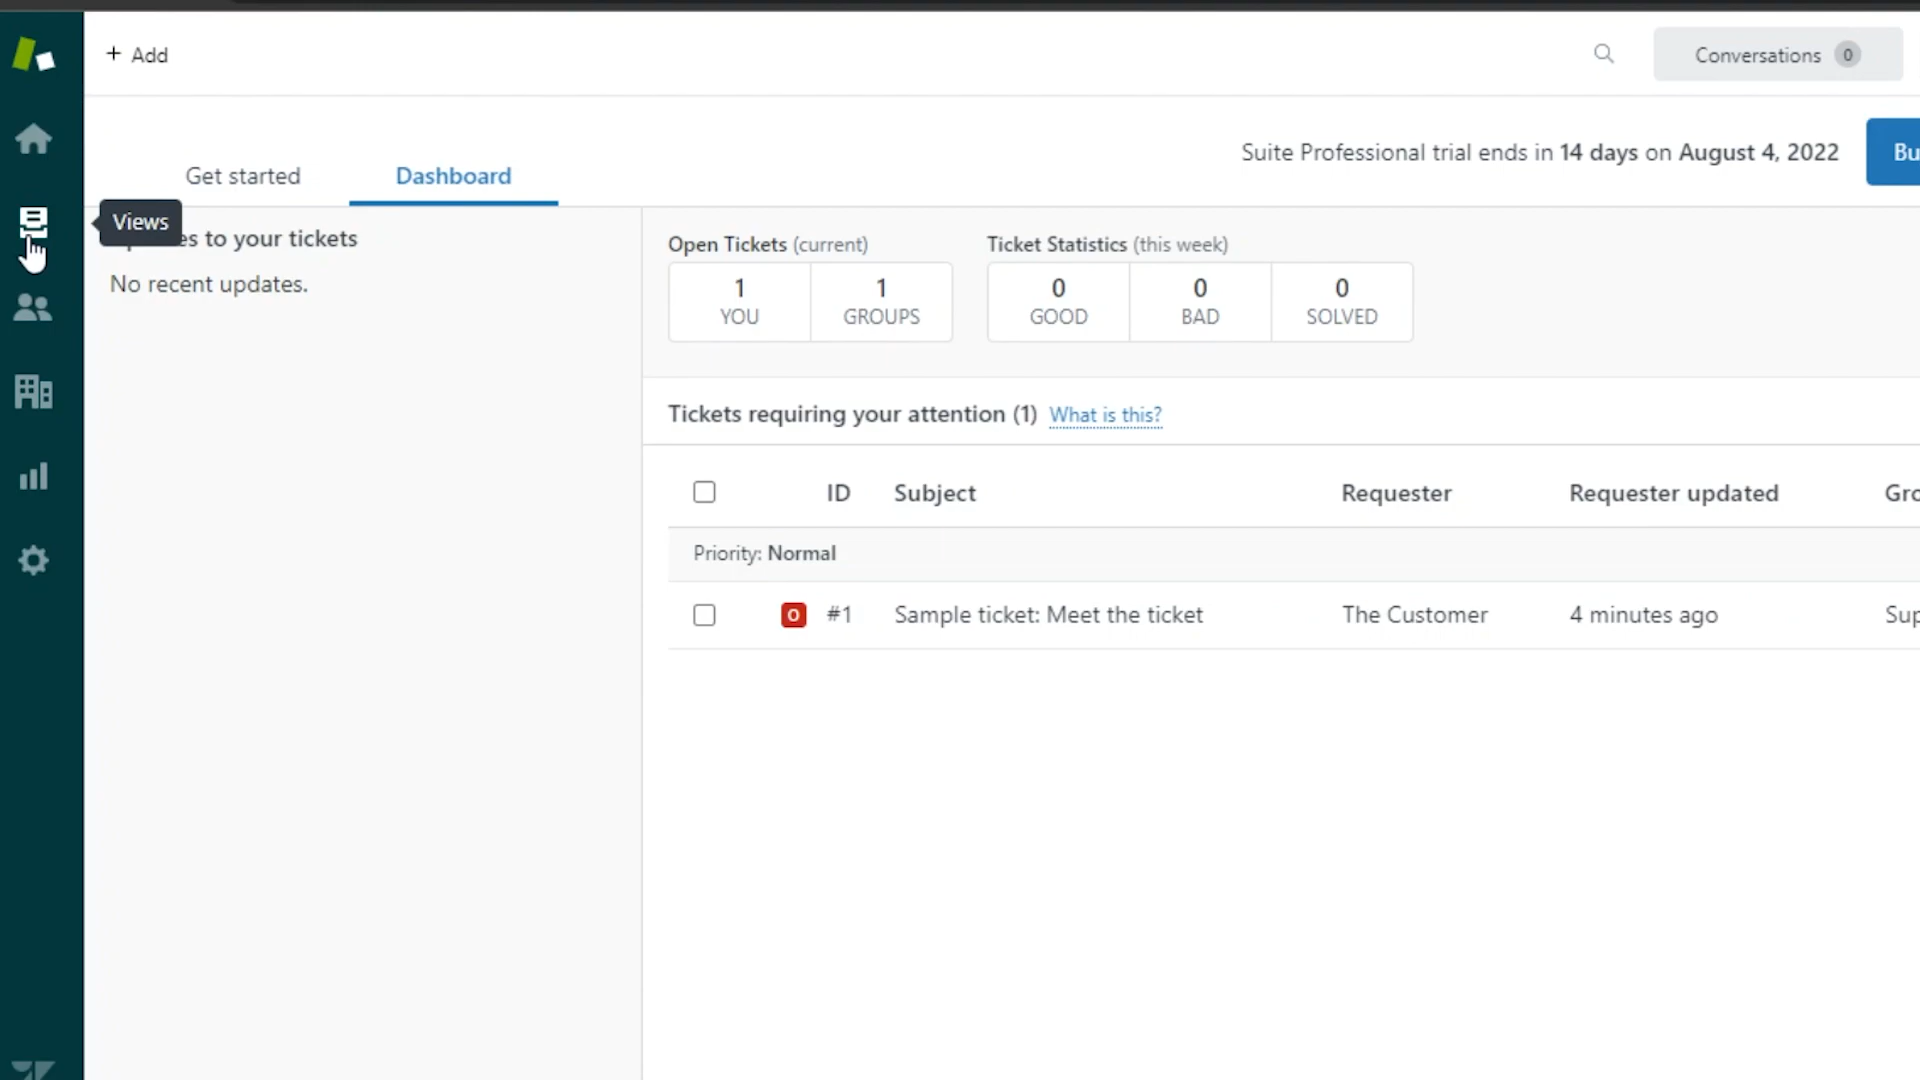 + Add
Conversations 0
Suite Professional trial ends in 14 days on August 4, 2022
Get started
Dashboard
Views
to your tickets
No recent updates.
Open Tickets (current)
1
YOU
1
GROUPS
Ticket Statistics (this week)
0
GOOD
0
BAD
0
SOLVED
Tickets requiring your attention (1) What is this?
ID Subject Requester Requester updated
Priority: Normal
O #1 Sample ticket: Meet the ticket The Customer 4 minutes ago